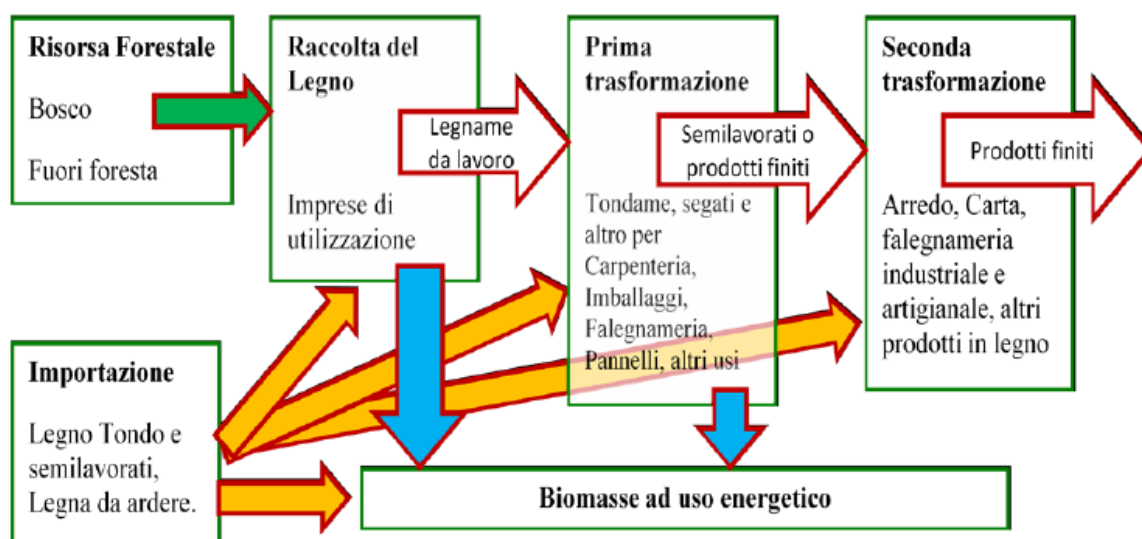 Risorsa Forestale
Bosco
Fuori foresta
Raccolta del
Legno
Legname
da lavoro
Imprese di
utilizzazione
Prima
trasformazione
Semilavorati o
prodotti finiti
Tondame, segati e
altro per
Carpenteria,
Imballaggi,
Falegnameria,
Pannelli, altri usi
Seconda
trasformazione
Prodotti finiti
Arredo, Carta,
falegnameria
industriale e
artigianale, altri
prodotti in legno
Importazione
Legno Tondo e
semilavorati,
Legna da ardere.
Biomasse ad uso energetico